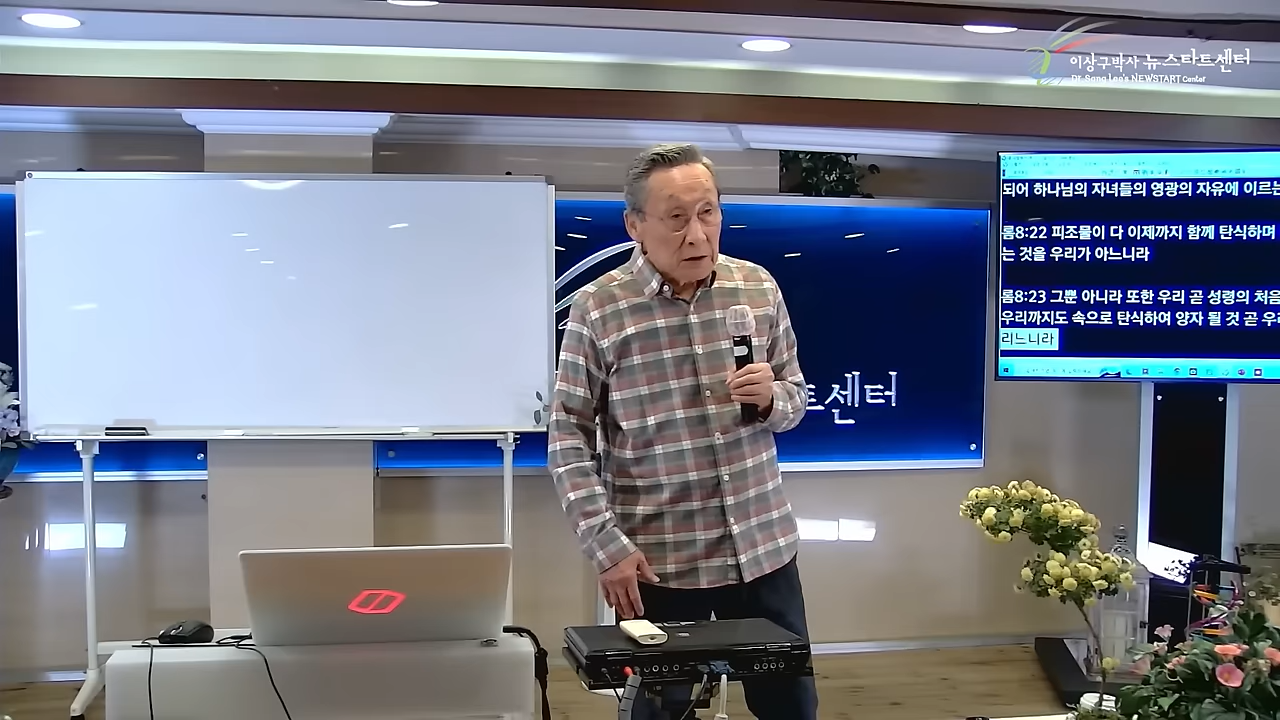 이상구박사 뉴스타트센터
Dr. Sang Lee's NEWSTART Center
되어 하나님의 자녀들의 영광의 자유에 이르는
롬8:22 피조물이 다 이제까지 함께 탄식하며
는 것을 우리가 아느니라
롬8:23 그뿐 아니라 또한 우리 곧 성령의 처음
우리까지도 속으로 탄식하여 양자 될 것 곧 우리
리느니라
트센터